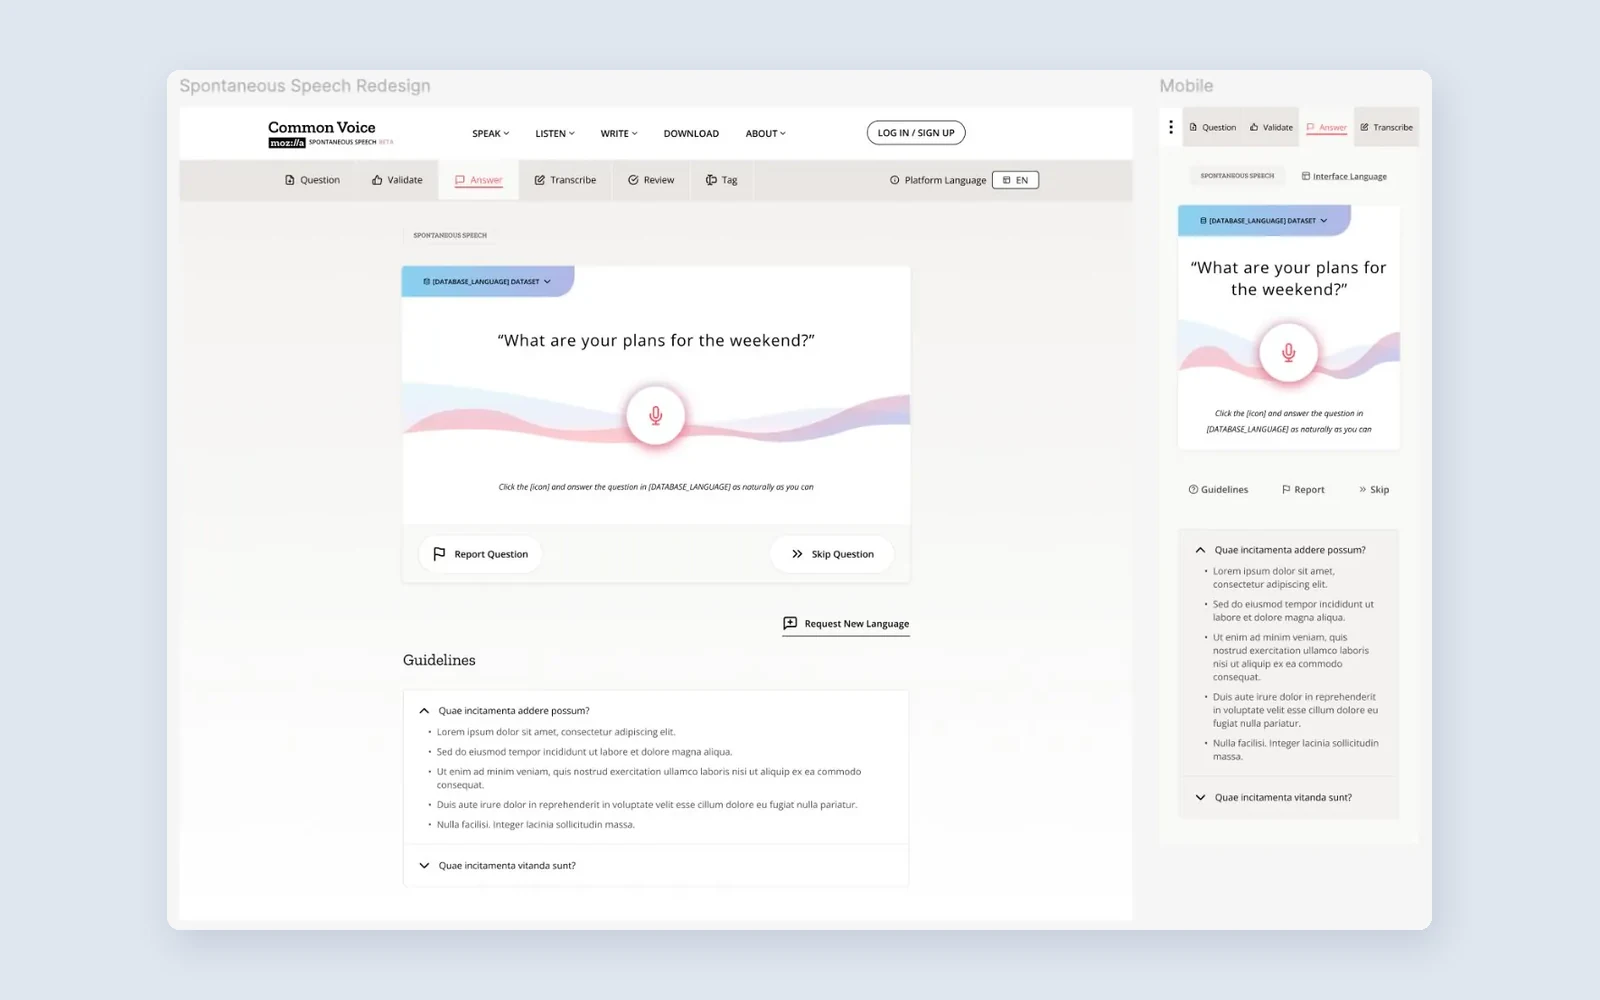 Spontaneous Speech Redesign
Common Voice
moz://a SPONTANEOUS SPEECH BETA
SPEAK
LISTEN
WRITE
DOWNLOAD
ABOUT
LOG IN / SIGN UP
Question
Validate
Answer
Transcribe
Review
Tag
Platform Language
EN
SPONTANEOUS SPEECH
[DATABASE_LANGUAGE] DATASET
“What are your plans for the weekend?”
Click the [icon] and answer the question in [DATABASE_LANGUAGE] as naturally as you can
Report Question
Skip Question
Request New Language
Guidelines
Quae incitamenta addere possum?
• Lorem ipsum dolor sit amet, consectetur adipiscing elit.
• Sed do eiusmod tempor incididunt ut labore et dolore magna aliqua.
• Ut enim ad minim veniam, quis nostrud exercitation ullamco laboris nisi ut aliquip ex ea commodo
consequat.
• Duis aute irure dolor in reprehenderit in voluptate velit esse cillum dolore eu fugiat nulla pariatur.
• Nulla facilisi. Integer lacinia sollicitudin massa.
Quae incitamenta vitanda sunt?
Mobile
Question
Validate
Answer
Transcribe
SPONTANEOUS SPEECH
Interface Language
[DATABASE_LANGUAGE] DATASET
“What are your plans for
the weekend?”
Click the [icon] and answer the question in
[DATABASE_LANGUAGE] as naturally as you can
Guidelines
Report
Skip
Quae incitamenta addere possum?
• Lorem ipsum dolor sit amet,
consectetur adipiscing elit.
• Sed do eiusmod tempor incididunt ut
labore et dolore magna aliqua.
• Ut enim ad minim veniam, quis
nostrud exercitation ullamco laboris
nisi ut aliquip ex ea commodo
consequat.
• Duis aute irure dolor in reprehenderit
in voluptate velit esse cillum dolore eu
fugiat nulla pariatur.
• Nulla facilisi. Integer lacinia sollicitudin
massa.
Quae incitamenta vitanda sunt?